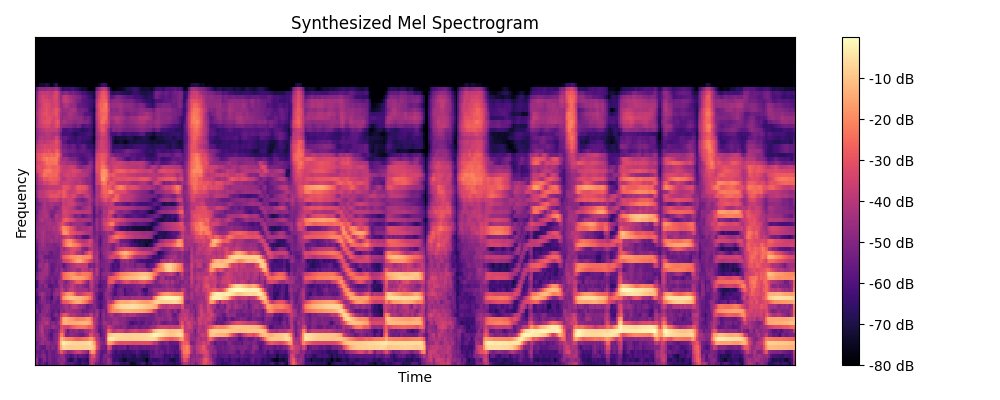 Synthesized Mel Spectrogram
Frequency
Time
-10 dB
-20 dB
-30 dB
-40 dB
-50 dB
-60 dB
-70 dB
-80 dB